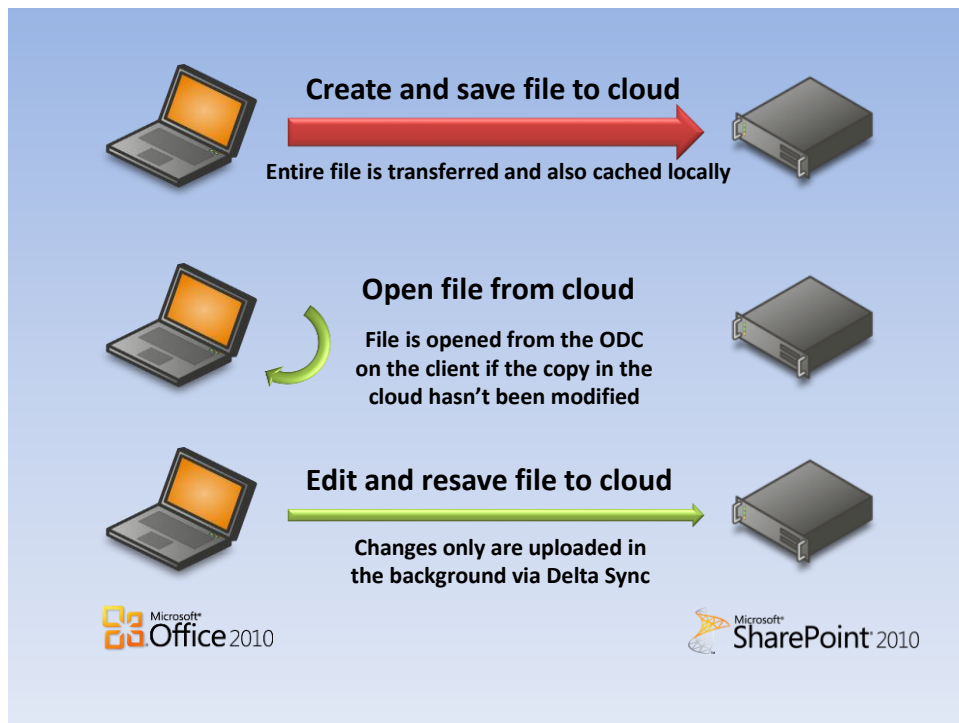 Create and save file to cloud
Entire file is transferred and also cached locally
Open file from cloud
File is opened from the ODC
on the client if the copy in the
cloud hasn't been modified
Edit and resave file to cloud
Changes only are uploaded in
the background via Delta Sync
Microsoft®
Office 2010
Microsoft®
SharePoint® 2010